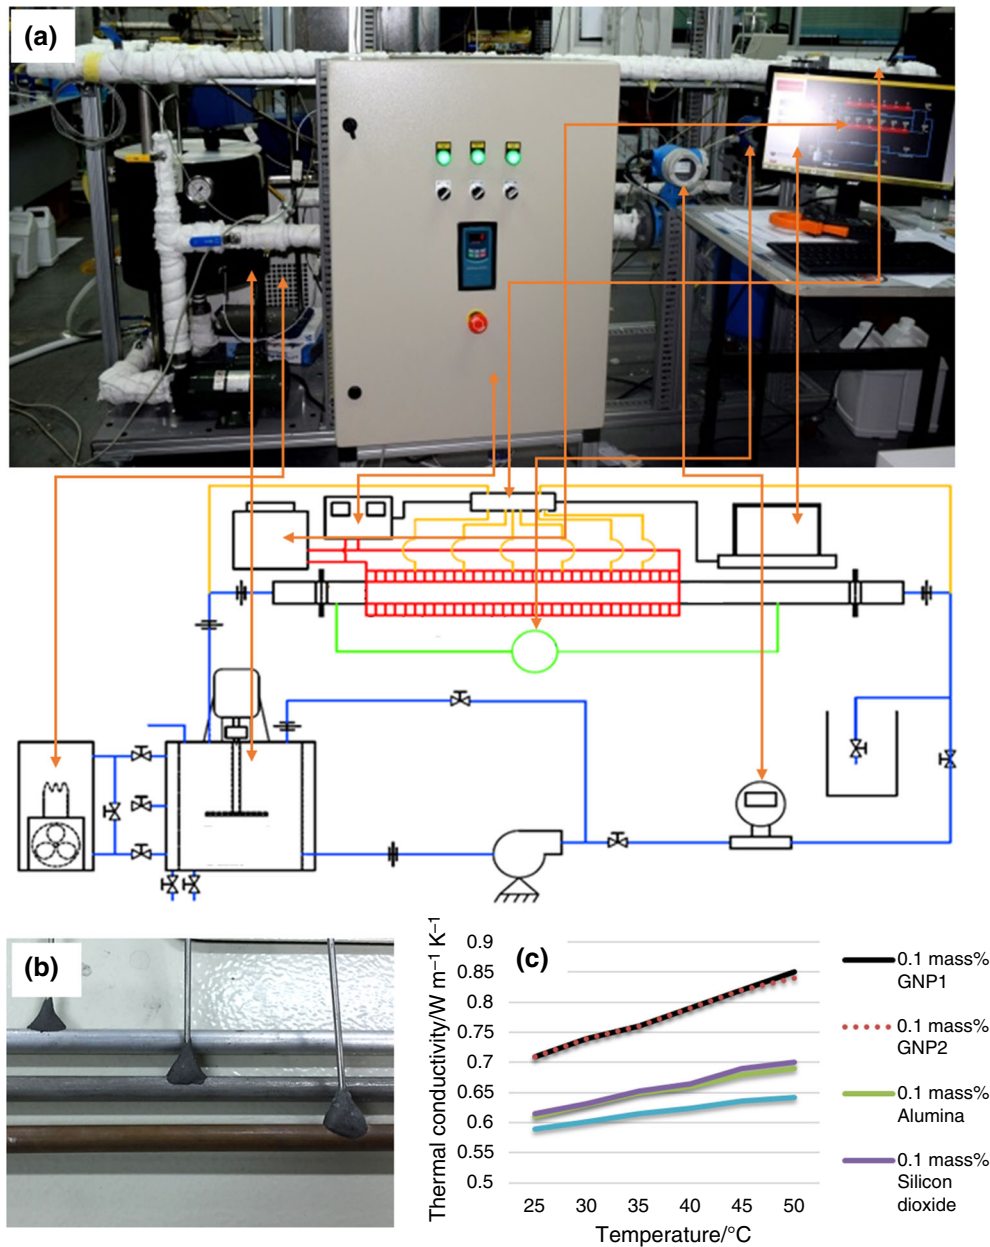 (a)
(b)
(c)
Thermal conductivity/W m⁻¹ K⁻¹
0.9
0.85
0.8
0.75
0.7
0.65
0.6
0.55
0.5
25 30 35 40 45 50
Temperature/°C
0.1 mass%
GNP1
0.1 mass%
GNP2
0.1 mass%
Alumina
0.1 mass%
Silicon
dioxide